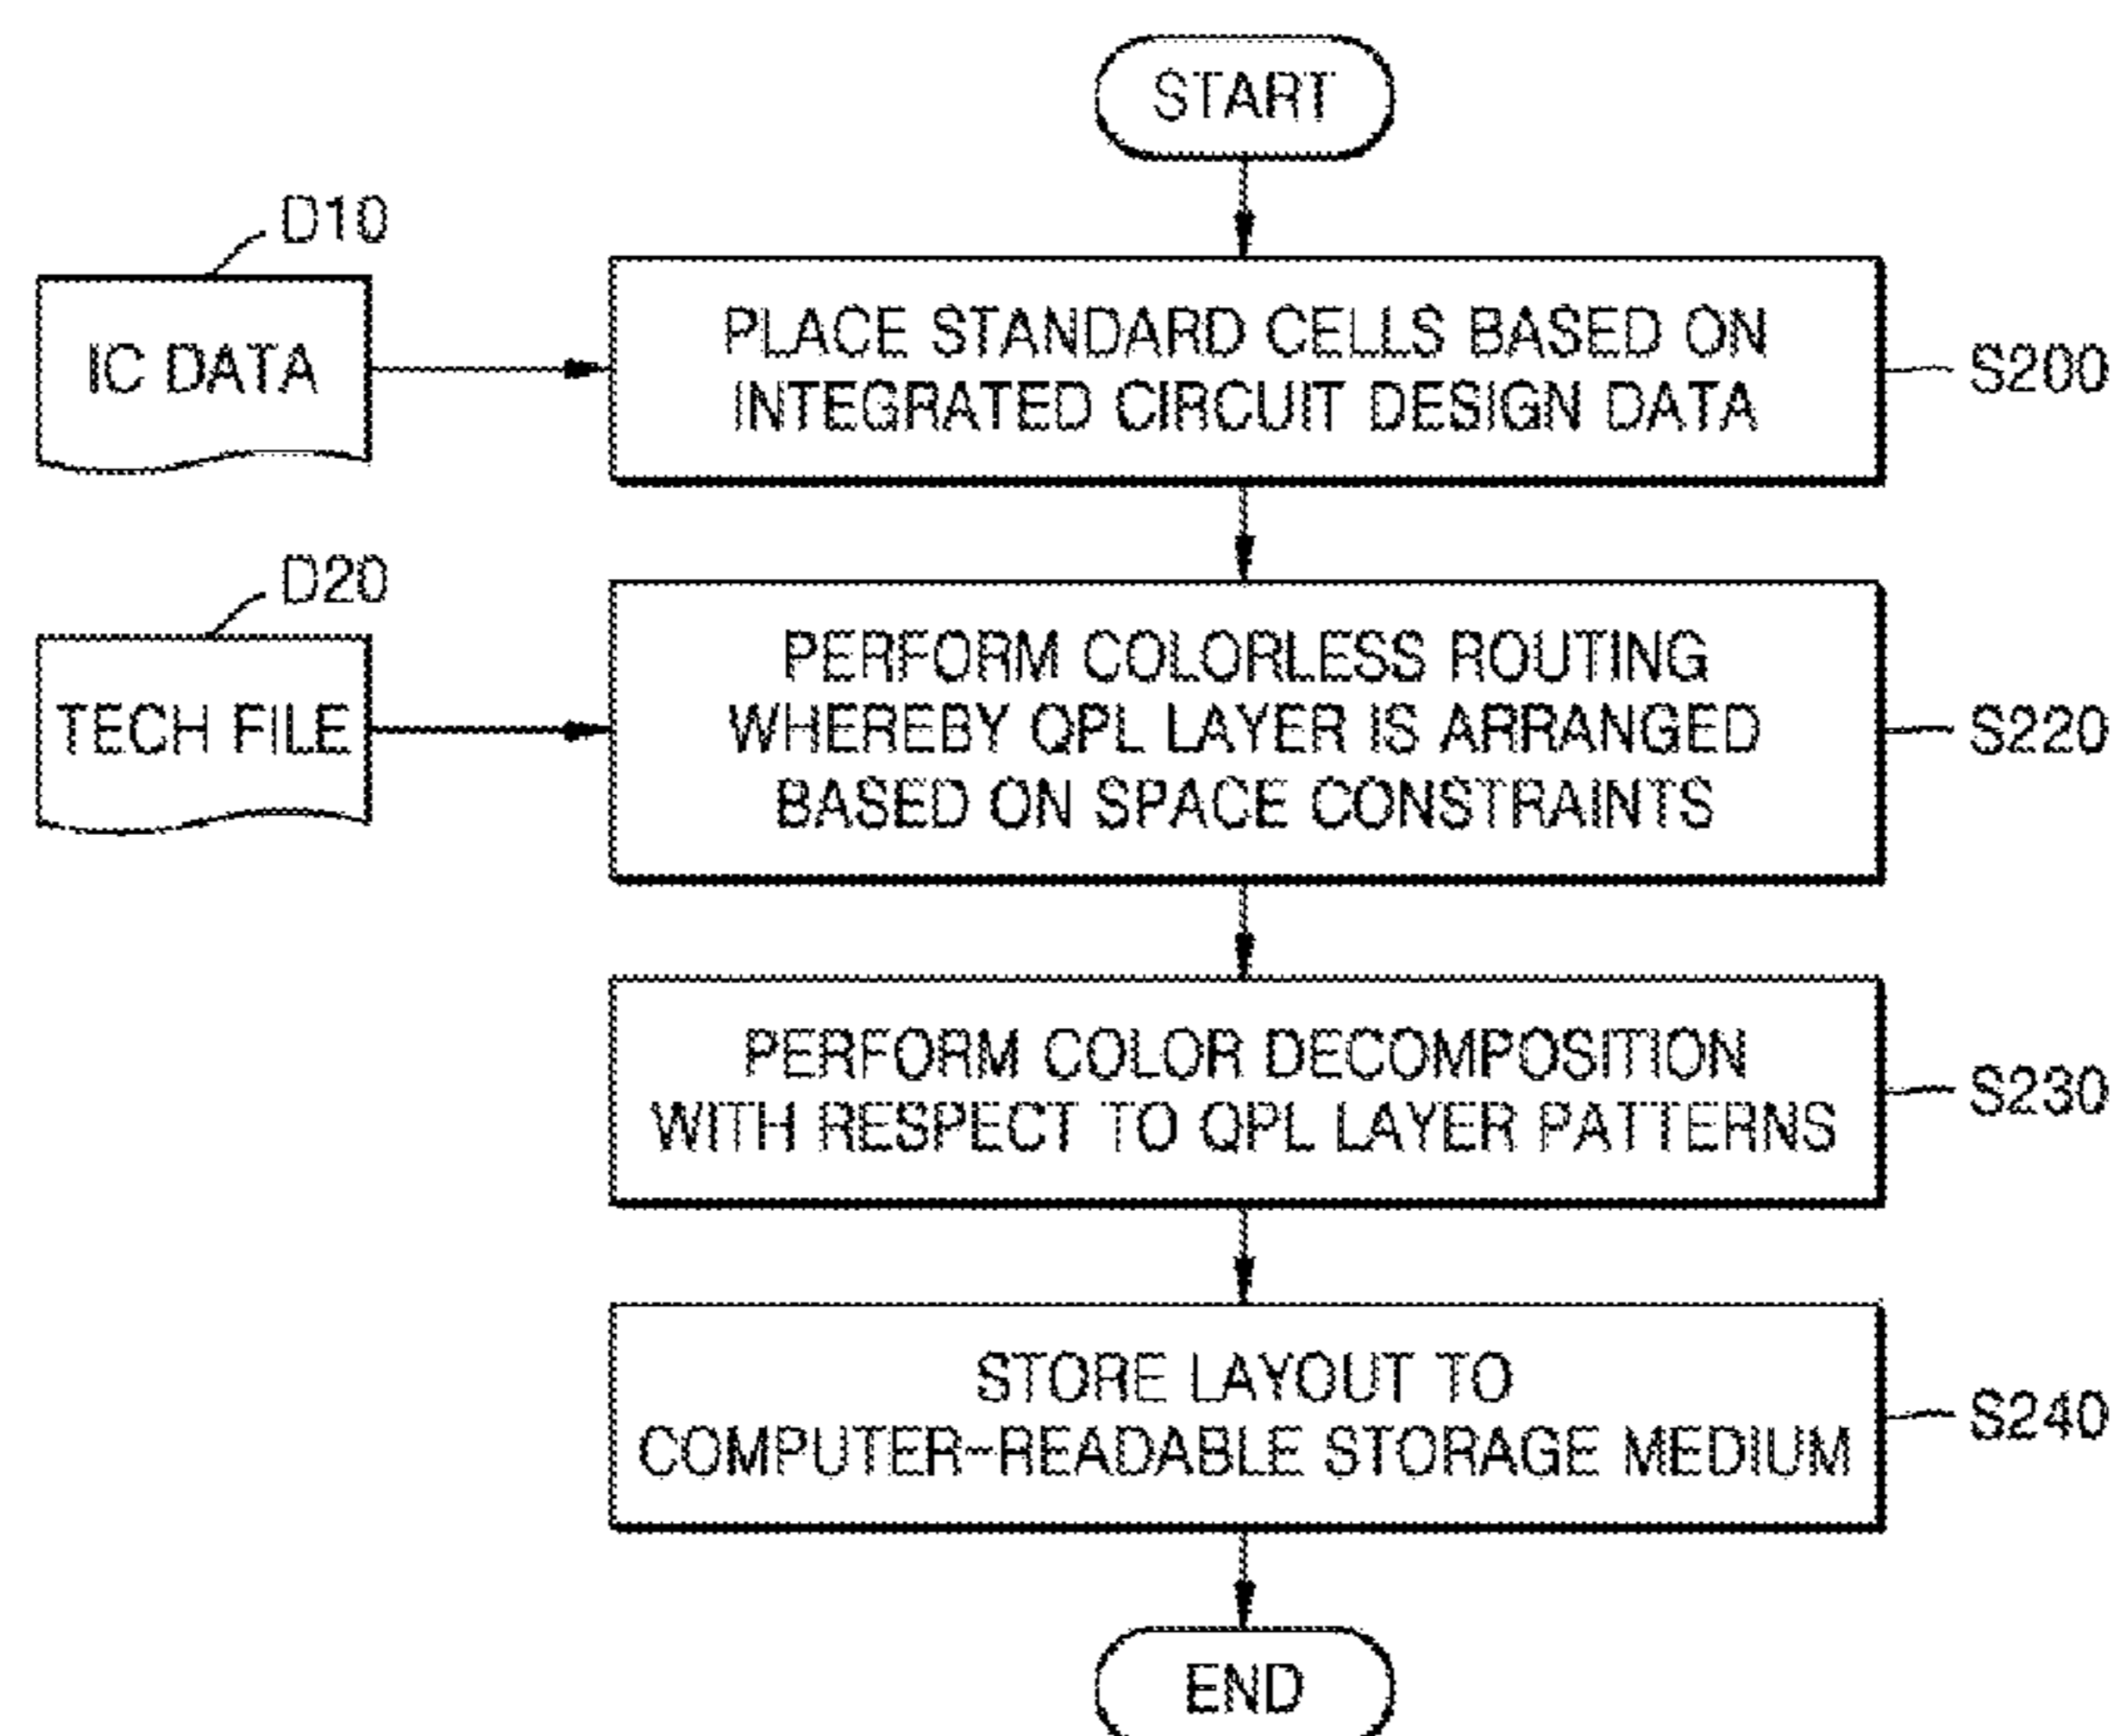 START
D10
IC DATA
PLACE STANDARD CELLS BASED ON
INTEGRATED CIRCUIT DESIGN DATA
S200
D20
TECH FILE
PERFORM COLORLESS ROUTING
WHEREBY QPL LAYER IS ARRANGED
BASED ON SPACE CONSTRAINTS
S220
PERFORM COLOR DECOMPOSITION
WITH RESPECT TO QPL LAYER PATTERNS
S230
STORE LAYOUT TO
COMPUTER-READABLE STORAGE MEDIUM
S240
END